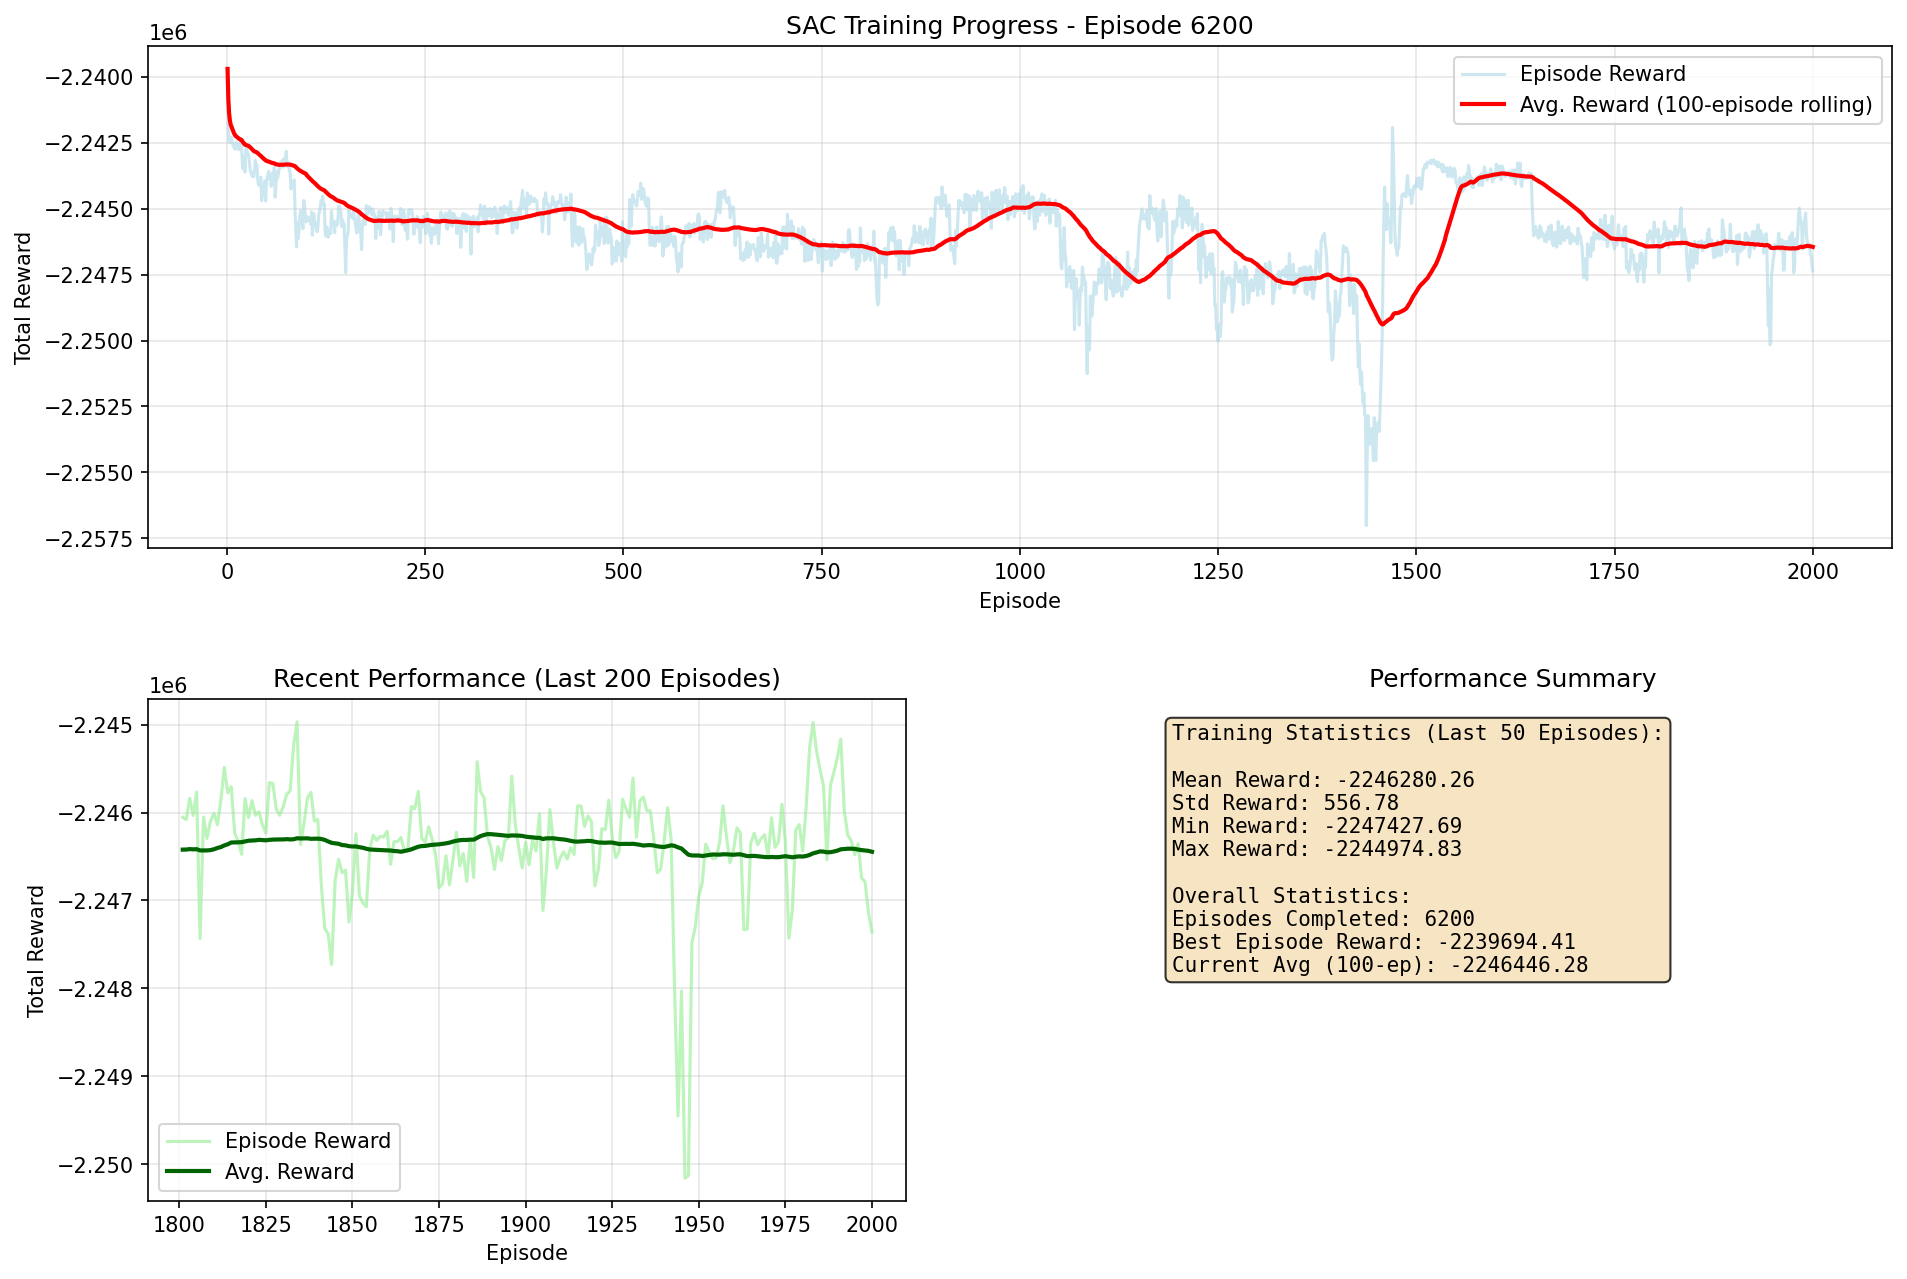 SAC Training Progress - Episode 6200
1e6
−2.2400
−2.2425
−2.2450
−2.2475
−2.2500
−2.2525
−2.2550
−2.2575
Total Reward
Episode Reward
Avg. Reward (100-episode rolling)
0 250 500 750 1000 1250 1500 1750 2000
Episode
Recent Performance (Last 200 Episodes)
1e6
−2.245
−2.246
−2.247
−2.248
−2.249
−2.250
Total Reward
Episode Reward
Avg. Reward
1800 1825 1850 1875 1900 1925 1950 1975 2000
Episode
Performance Summary
Training Statistics (Last 50 Episodes):
Mean Reward: -2246280.26
Std Reward: 556.78
Min Reward: -2247427.69
Max Reward: -2244974.83
Overall Statistics:
Episodes Completed: 6200
Best Episode Reward: -2239694.41
Current Avg (100-ep): -2246446.28